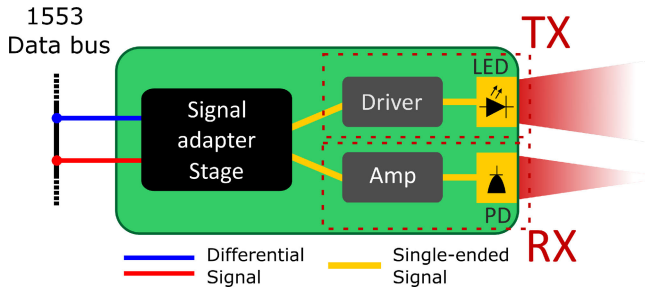 1553
Data bus
TX
LED
Signal
adapter
Stage
Driver
Amp
PD
RX
Differential
Signal
Single-ended
Signal